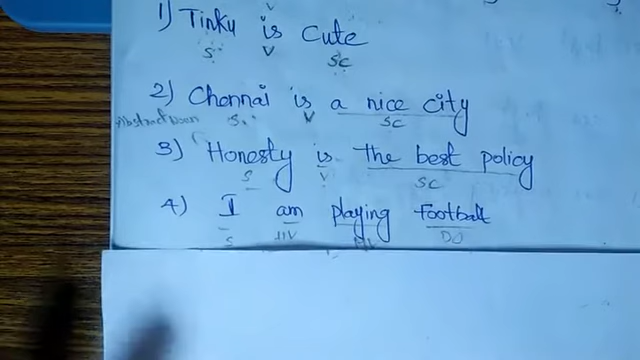 1) Tinku is cute
S V SC
2) Chennai is a nice city
S V SC
3) Honesty is the best policy
S V SC
4) I am playing Football
S HV DO